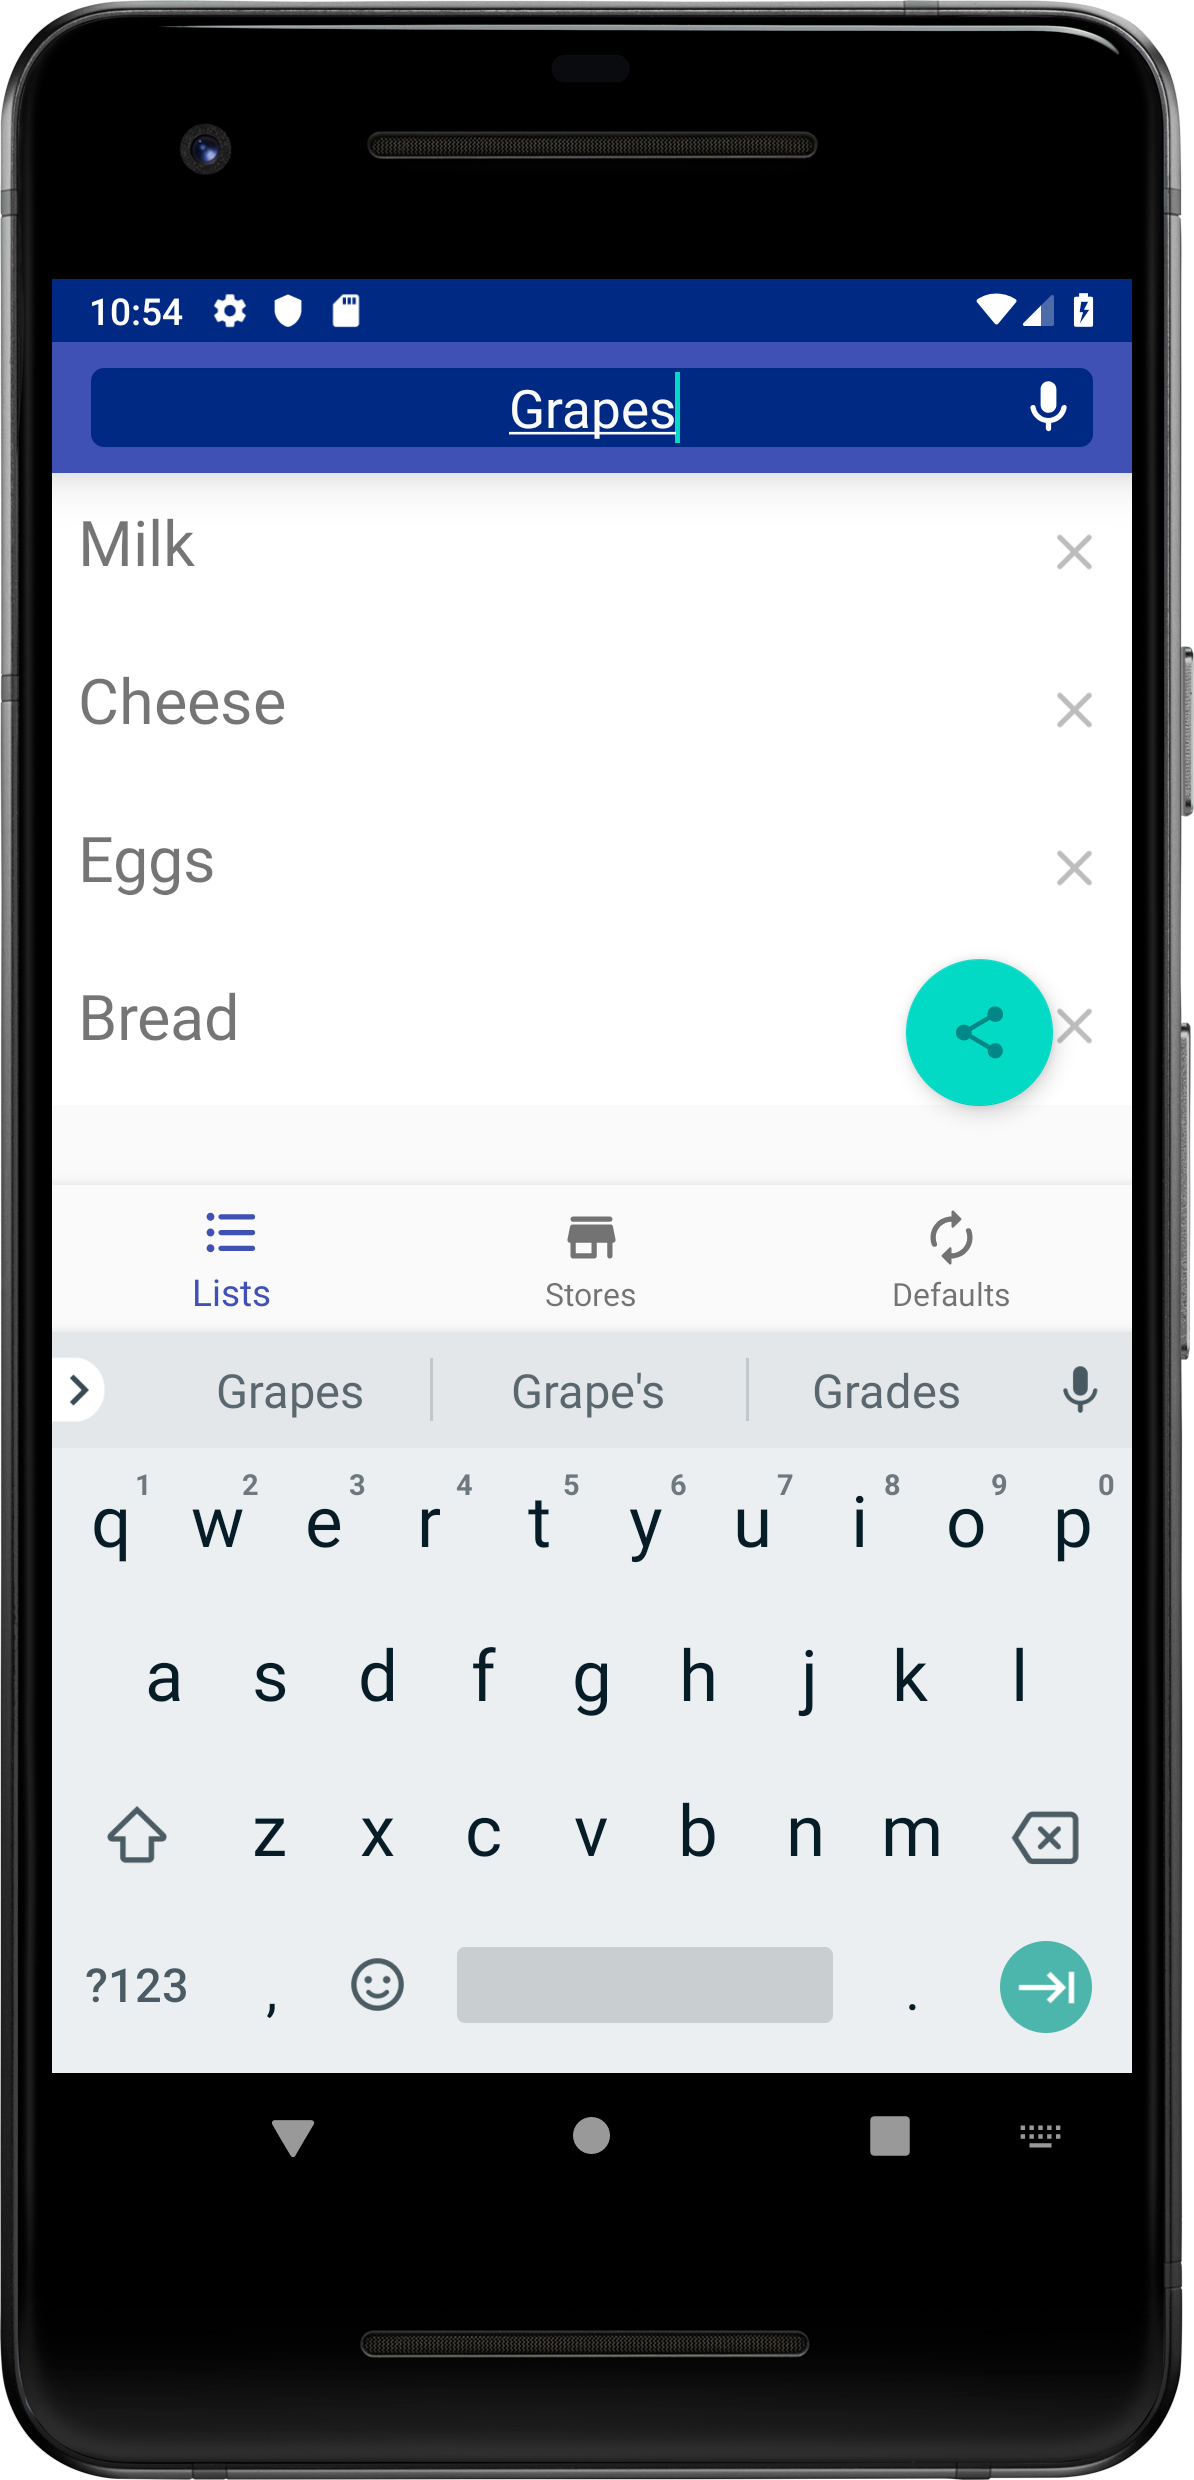 10:54
Grapes
Milk
Cheese
Eggs
Bread
Lists Stores Defaults
Grapes Grape's Grades
1 2 3 4 5 6 7 8 9 0
q w e r t y u i o p
a s d f g h j k l
z x c v b n m
?123 , .